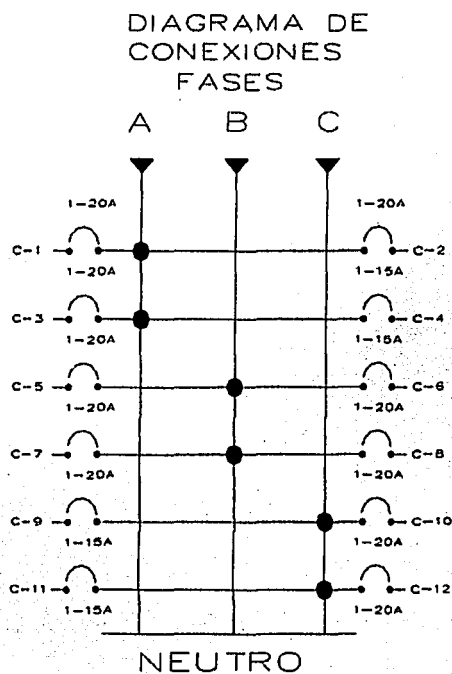 DIAGRAMA DE
CONEXIONES
FASES
A B C
1-20A 1-20A
C-1 C-2
1-20A 1-15A
C-3 C-4
1-20A 1-15A
C-5 C-6
1-20A 1-20A
C-7 C-8
1-20A 1-20A
C-9 C-10
1-15A 1-20A
C-11 C-12
1-15A 1-20A
NEUTRO